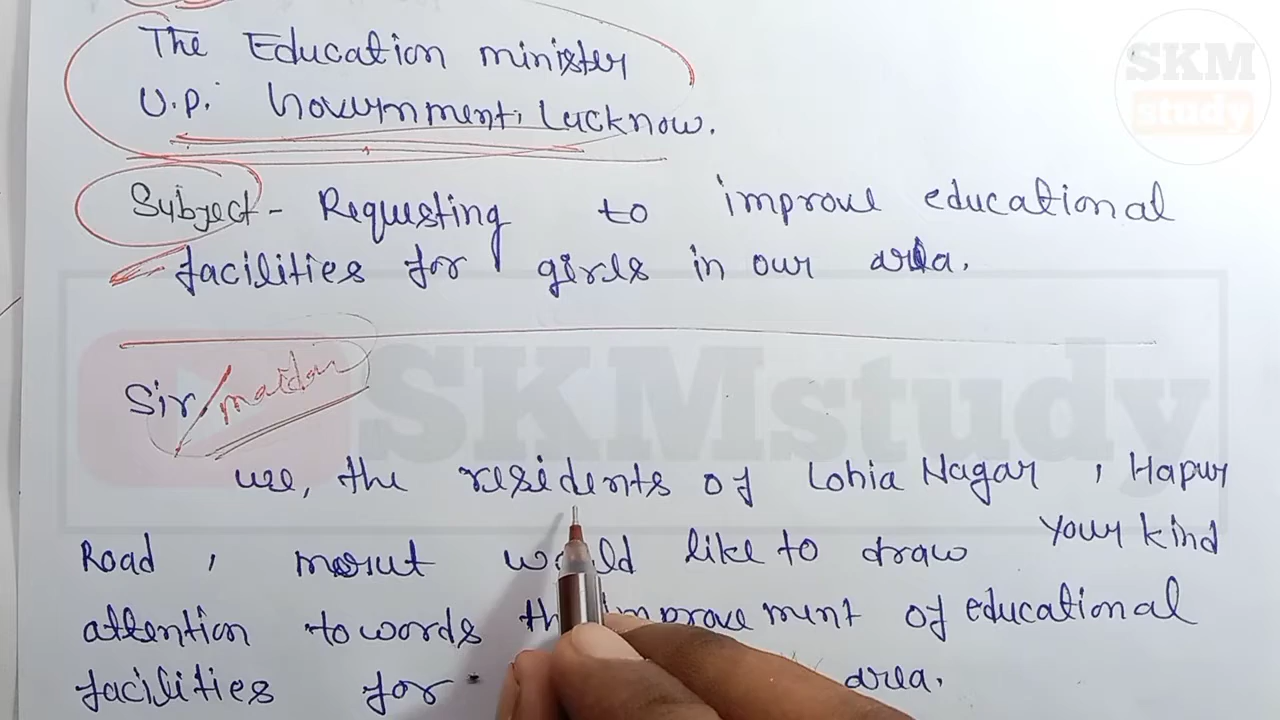 The Education minister
U.P. Government, Lucknow.
SKM
study
Subject - Requesting to improve educational
facilities for girls in our area.
Sir/madam
SKMstudy
we, the residents of Lohia Nagar, Hapur
Road, merut would like to draw your kind
attention towords the improvement of educational
facilities for area.